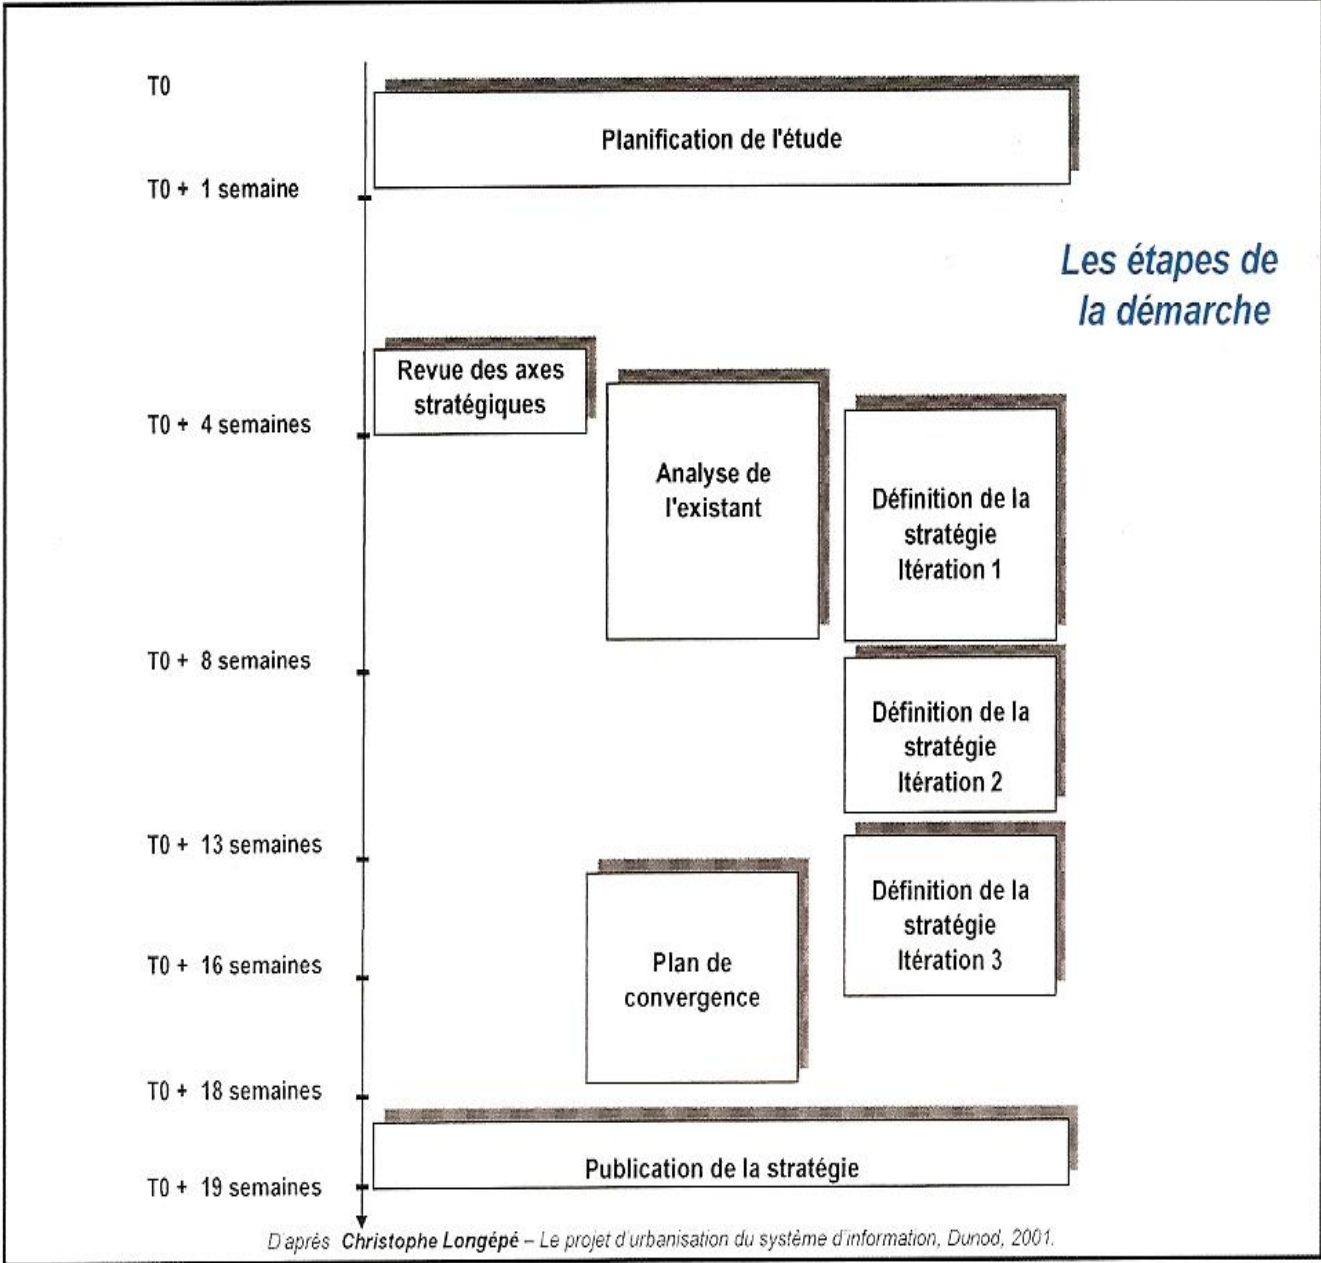 T0
Planification de l'étude
T0 + 1 semaine
Les étapes de
la démarche
Revue des axes
stratégiques
T0 + 4 semaines
Analyse de
l'existant
Définition de la
stratégie
Itération 1
T0 + 8 semaines
Définition de la
stratégie
Itération 2
T0 + 13 semaines
Définition de la
stratégie
Itération 3
T0 + 16 semaines
Plan de
convergence
T0 + 18 semaines
Publication de la stratégie
T0 + 19 semaines
D'après Christophe Longépé – Le projet d'urbanisation du système d'information, Dunod, 2001.